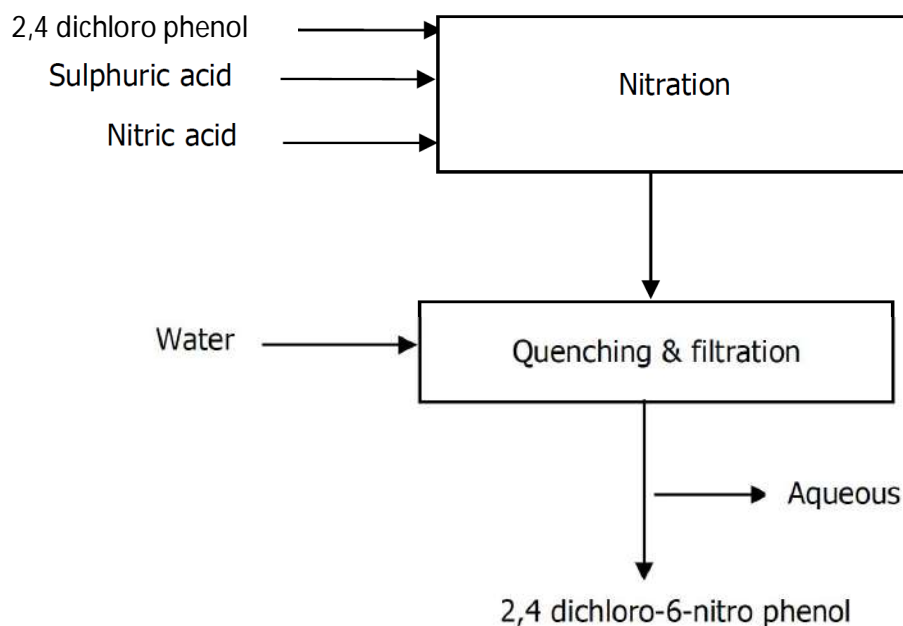 2,4 dichloro phenol
Sulphuric acid
Nitration
Nitric acid
Water
Quenching & filtration
Aqueous
2,4 dichloro-6-nitro phenol